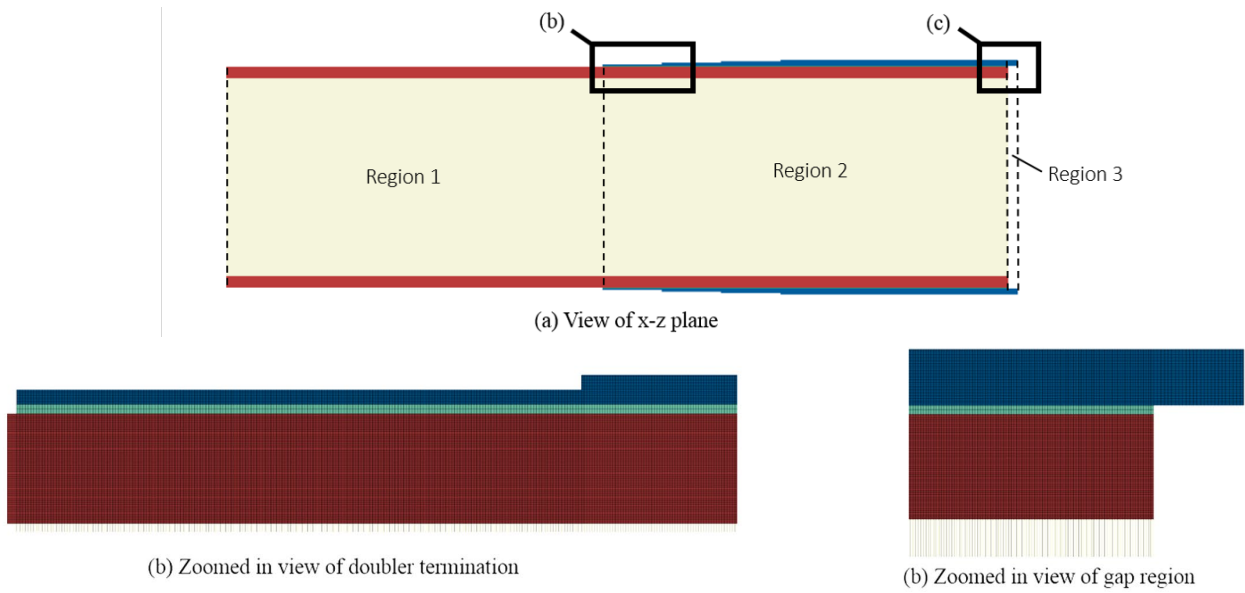 (b)
(c)
Region 1
Region 2
Region 3
(a) View of x-z plane
(b) Zoomed in view of doubler termination
(b) Zoomed in view of gap region